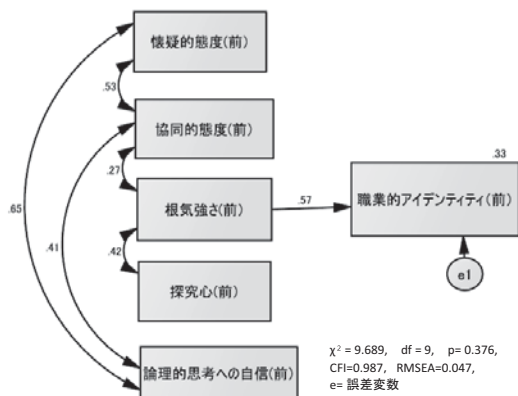 懐疑的態度(前)
.53
協同的態度(前)
.27
.33
職業的アイデンティティ(前)
.57
根気強さ(前)
.65
.41
.42
e1
探究心(前)
論理的思考への自信(前)
χ² = 9.689, df = 9, p= 0.376,
CFI=0.987, RMSEA=0.047,
e= 誤差変数